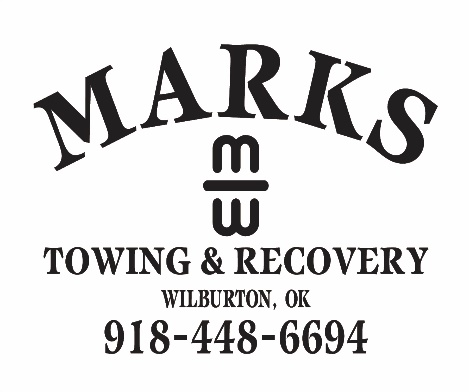 MARKS
m
w
TOWING & RECOVERY
WILBURTON, OK
918-448-6694